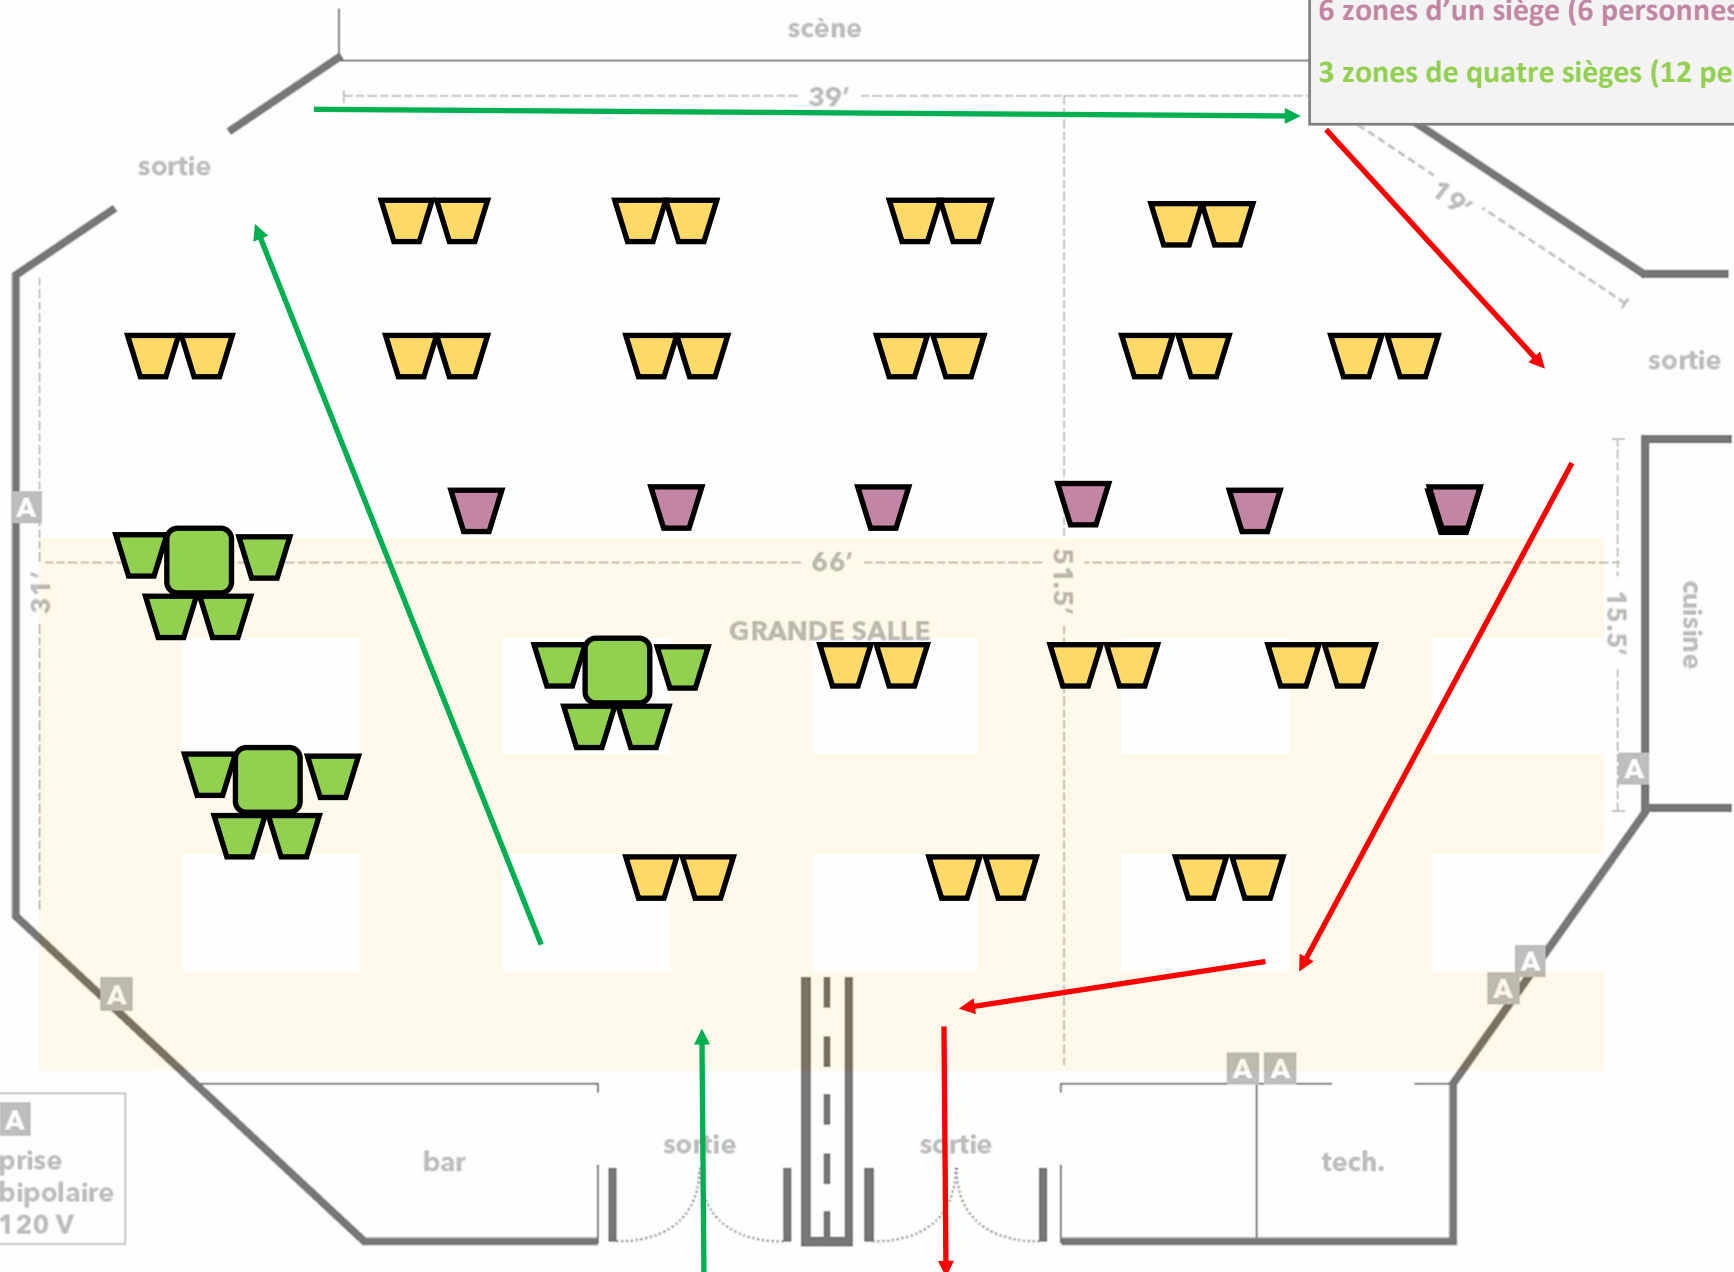 6 zones d’un siège (6 personnes
3 zones de quatre sièges (12 pe
scène
39’
sortie
19’
sortie
A
66’
31’
51.5’
GRANDE SALLE
15.5’
cuisine
A
A
A
A
A A
A
prise
bipolaire
120 V
bar
sortie
sortie
tech.